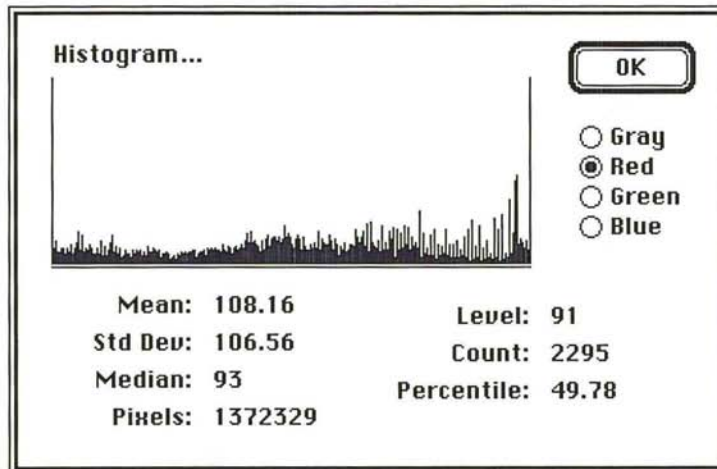 Histogram...
OK
Gray
Red
Green
Blue
Mean: 108.16
Std Dev: 106.56
Median: 93
Pixels: 1372329
Level: 91
Count: 2295
Percentile: 49.78